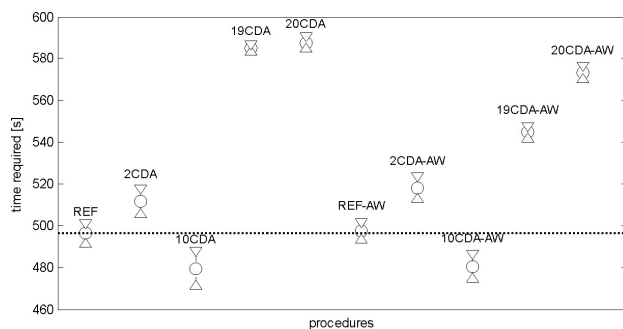 600
580
560
540
520
500
480
460
time required [s]
procedures
REF
2CDA
10CDA
19CDA
20CDA
REF-AW
2CDA-AW
10CDA-AW
19CDA-AW
20CDA-AW